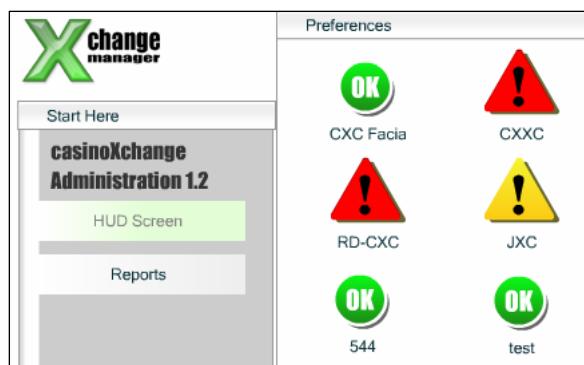 Xchange
manager
Start Here
casinoXchange
Administration 1.2
HUD Screen
Reports
Preferences
OK
!
CXC Facia
CXXC
!
!
RD-CXC
JXC
OK
OK
544
test